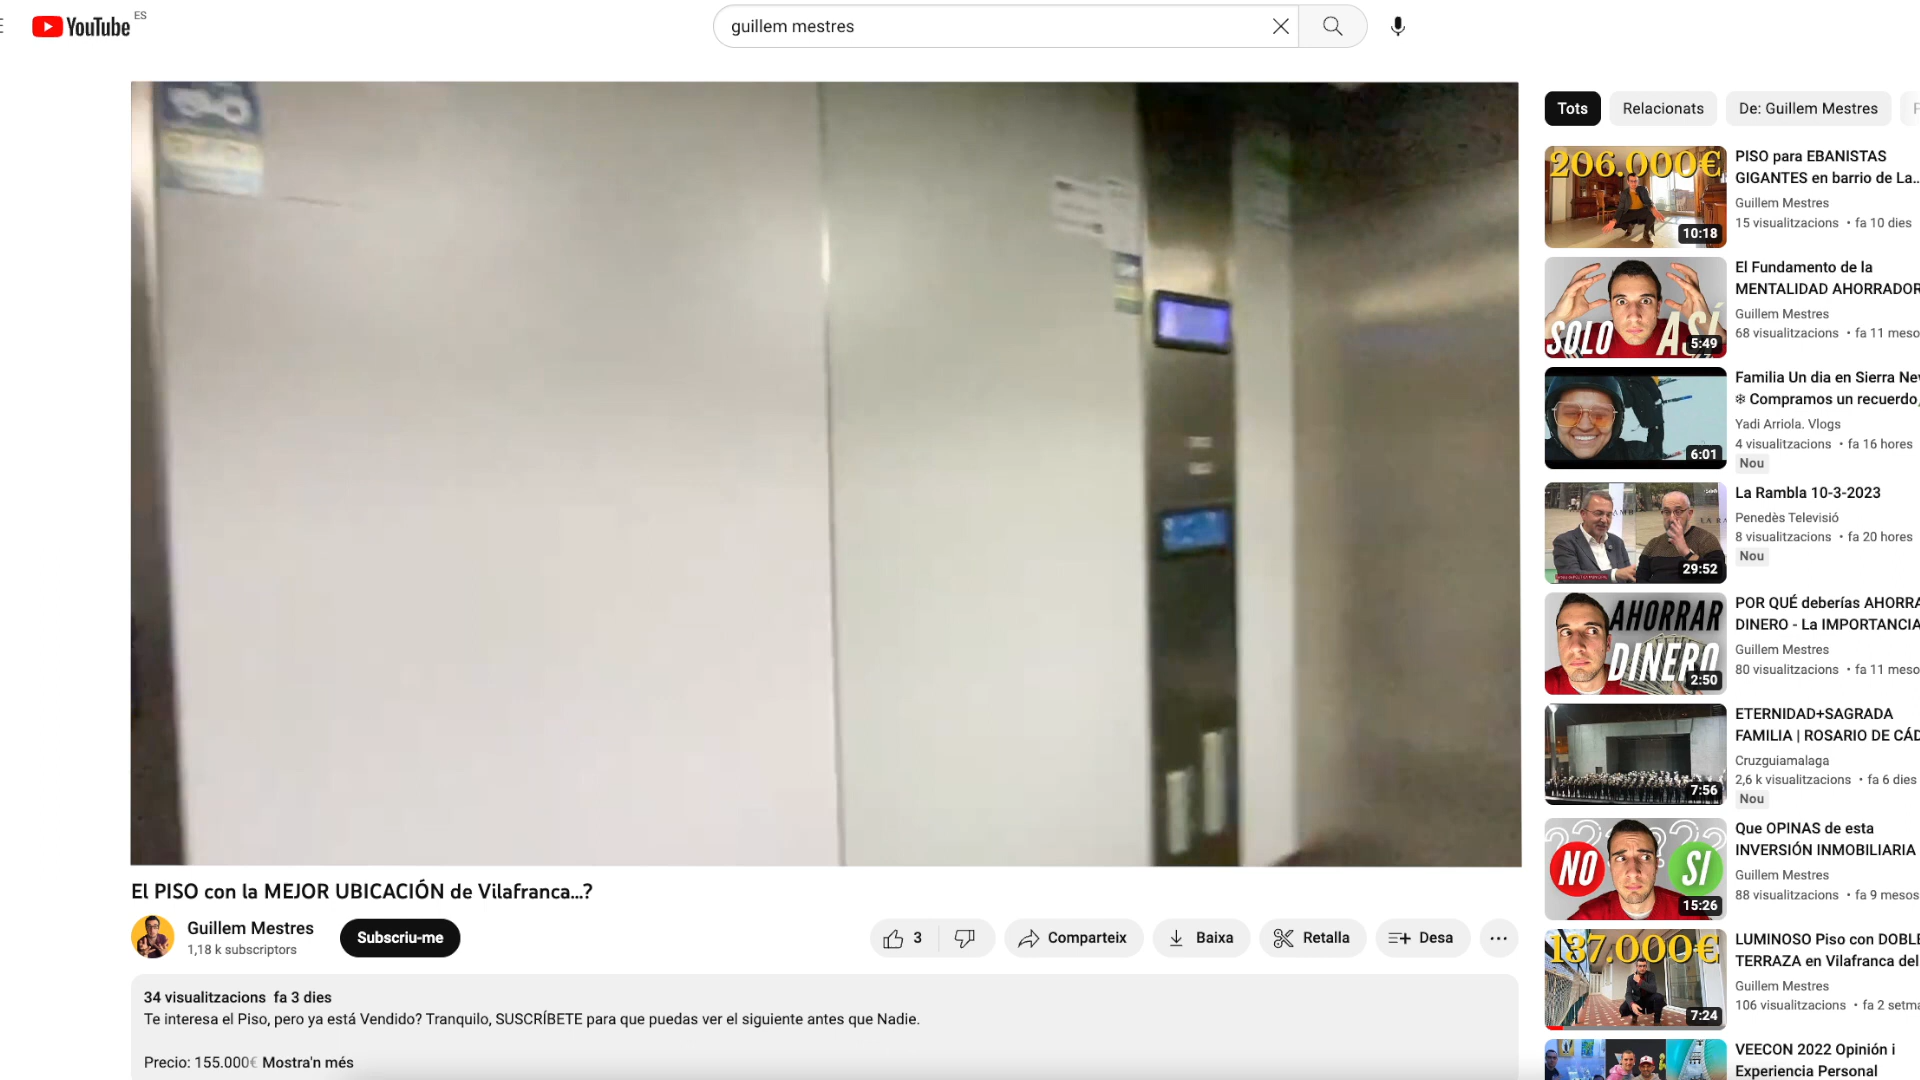 YouTube ES
guillem mestres
El PISO con la MEJOR UBICACIÓN de Vilafranca...?
Guillem Mestres
1,18 k subscriptors
Subscriu-me
3
Comparteix
Baixa
Retalla
Desa
34 visualitzacions fa 3 dies
Te interesa el Piso, pero ya está Vendido? Tranquilo, SUSCRÍBETE para que puedas ver el siguiente antes que Nadie.
Precio: 155.000€ Mostra'n més
Tots
Relacionats
De: Guillem Mestres
206.000€
10:18
PISO para EBANISTAS
GIGANTES en barrio de La...
Guillem Mestres
15 visualitzacions • fa 10 dies
SOLO ASÍ
5:49
El Fundamento de la
MENTALIDAD AHORRADOR
Guillem Mestres
68 visualitzacions • fa 11 meso
6:01
Familia Un dia en Sierra Ne
❄ Compramos un recuerdo,
Yadi Arriola. Vlogs
4 visualitzacions • fa 16 hores
Nou
29:52
La Rambla 10-3-2023
Penedès Televisió
8 visualitzacions • fa 20 hores
Nou
AHORRAR
DINERO
2:50
POR QUÉ deberías AHORRA
DINERO - La IMPORTANCIA
Guillem Mestres
80 visualitzacions • fa 11 meso
7:56
ETERNIDAD+SAGRADA
FAMILIA | ROSARIO DE CÁD
Cruzguiamalaga
2,6 k visualitzacions • fa 6 dies
Nou
???
NO SI
15:26
Que OPINAS de esta
INVERSIÓN INMOBILIARIA
Guillem Mestres
88 visualitzacions • fa 9 mesos
137.000€
7:24
LUMINOSO Piso con DOBLE
TERRAZA en Vilafranca del
Guillem Mestres
106 visualitzacions • fa 2 setma
VEECON 2022 Opinión i
Experiencia Personal